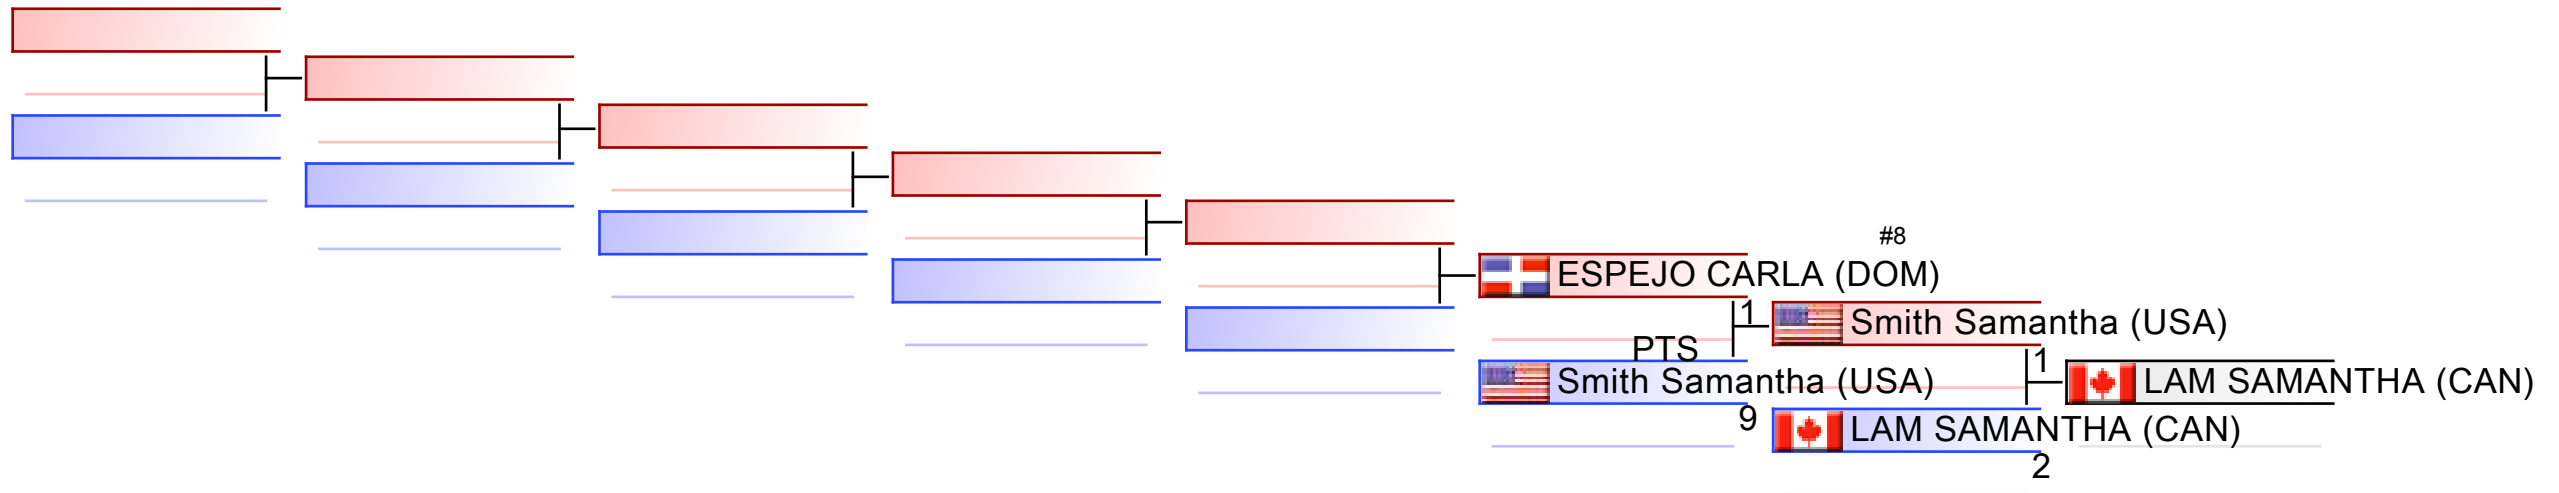 #8
ESPEJO CARLA (DOM)
1
Smith Samantha (USA)
PTS
1
Smith Samantha (USA)
LAM SAMANTHA (CAN)
9
LAM SAMANTHA (CAN)
2